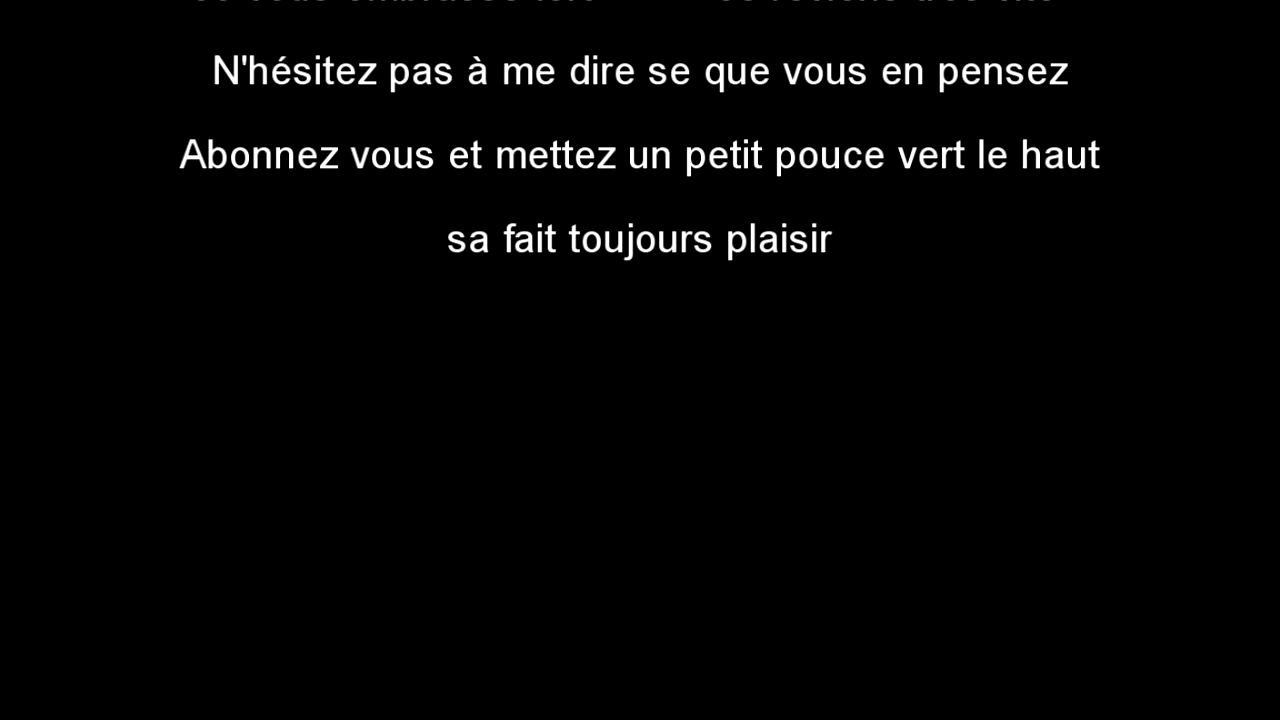 N'hésitez pas à me dire se que vous en pensez
Abonnez vous et mettez un petit pouce vert le haut
sa fait toujours plaisir